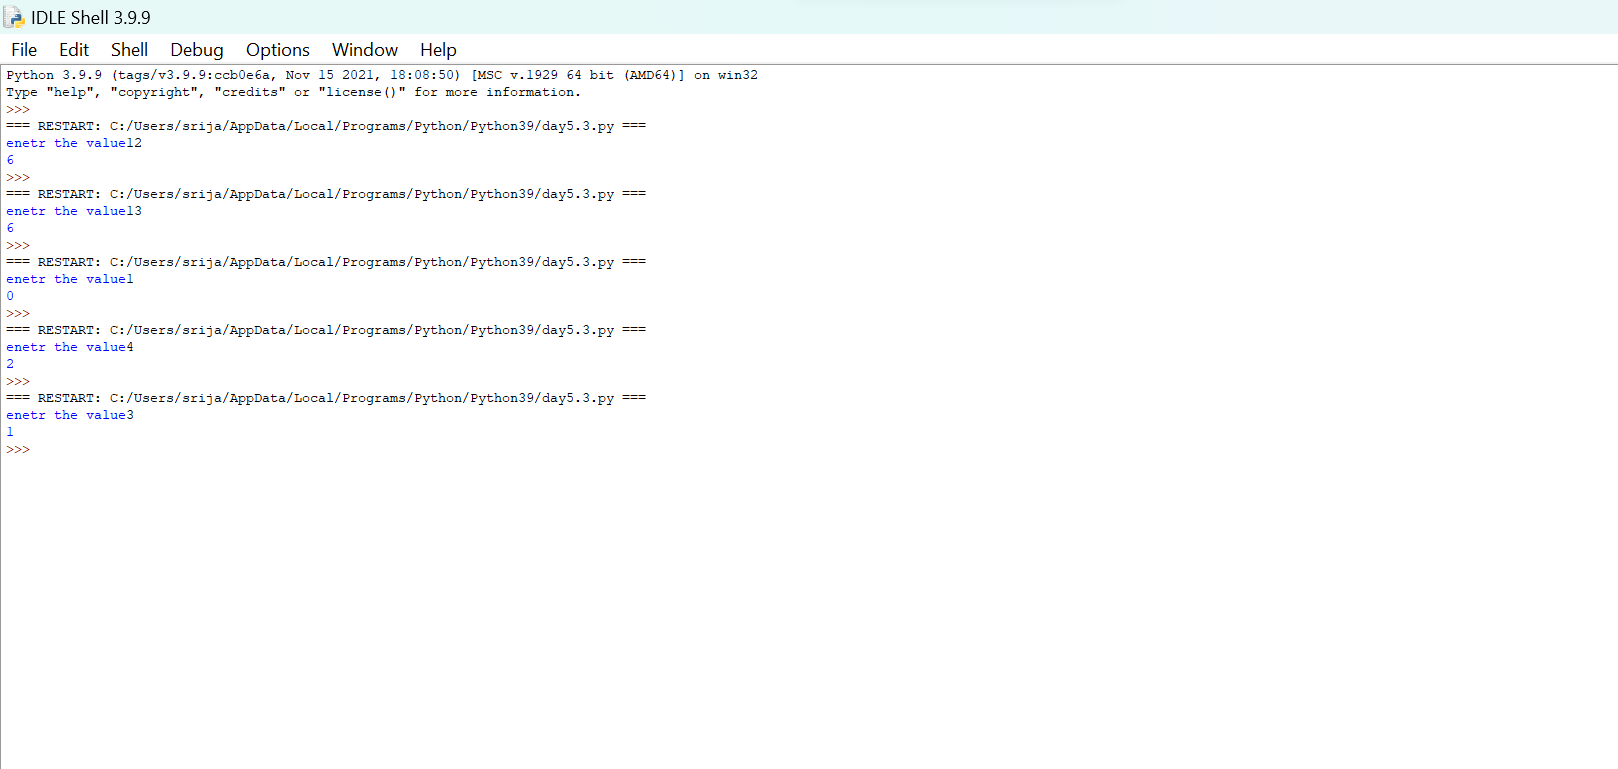 IDLE Shell 3.9.9
File Edit Shell Debug Options Window Help
Python 3.9.9 (tags/v3.9.9:ccb0e6a, Nov 15 2021, 18:08:50) [MSC v.1929 64 bit (AMD64)] on win32
Type "help", "copyright", "credits" or "license()" for more information.
>>>
=== RESTART: C:/Users/srija/AppData/Local/Programs/Python/Python39/day5.3.py ===
enetr the value12
6
>>>
=== RESTART: C:/Users/srija/AppData/Local/Programs/Python/Python39/day5.3.py ===
enetr the value13
6
>>>
=== RESTART: C:/Users/srija/AppData/Local/Programs/Python/Python39/day5.3.py ===
enetr the value1
0
>>>
=== RESTART: C:/Users/srija/AppData/Local/Programs/Python/Python39/day5.3.py ===
enetr the value4
2
>>>
=== RESTART: C:/Users/srija/AppData/Local/Programs/Python/Python39/day5.3.py ===
enetr the value3
1
>>>